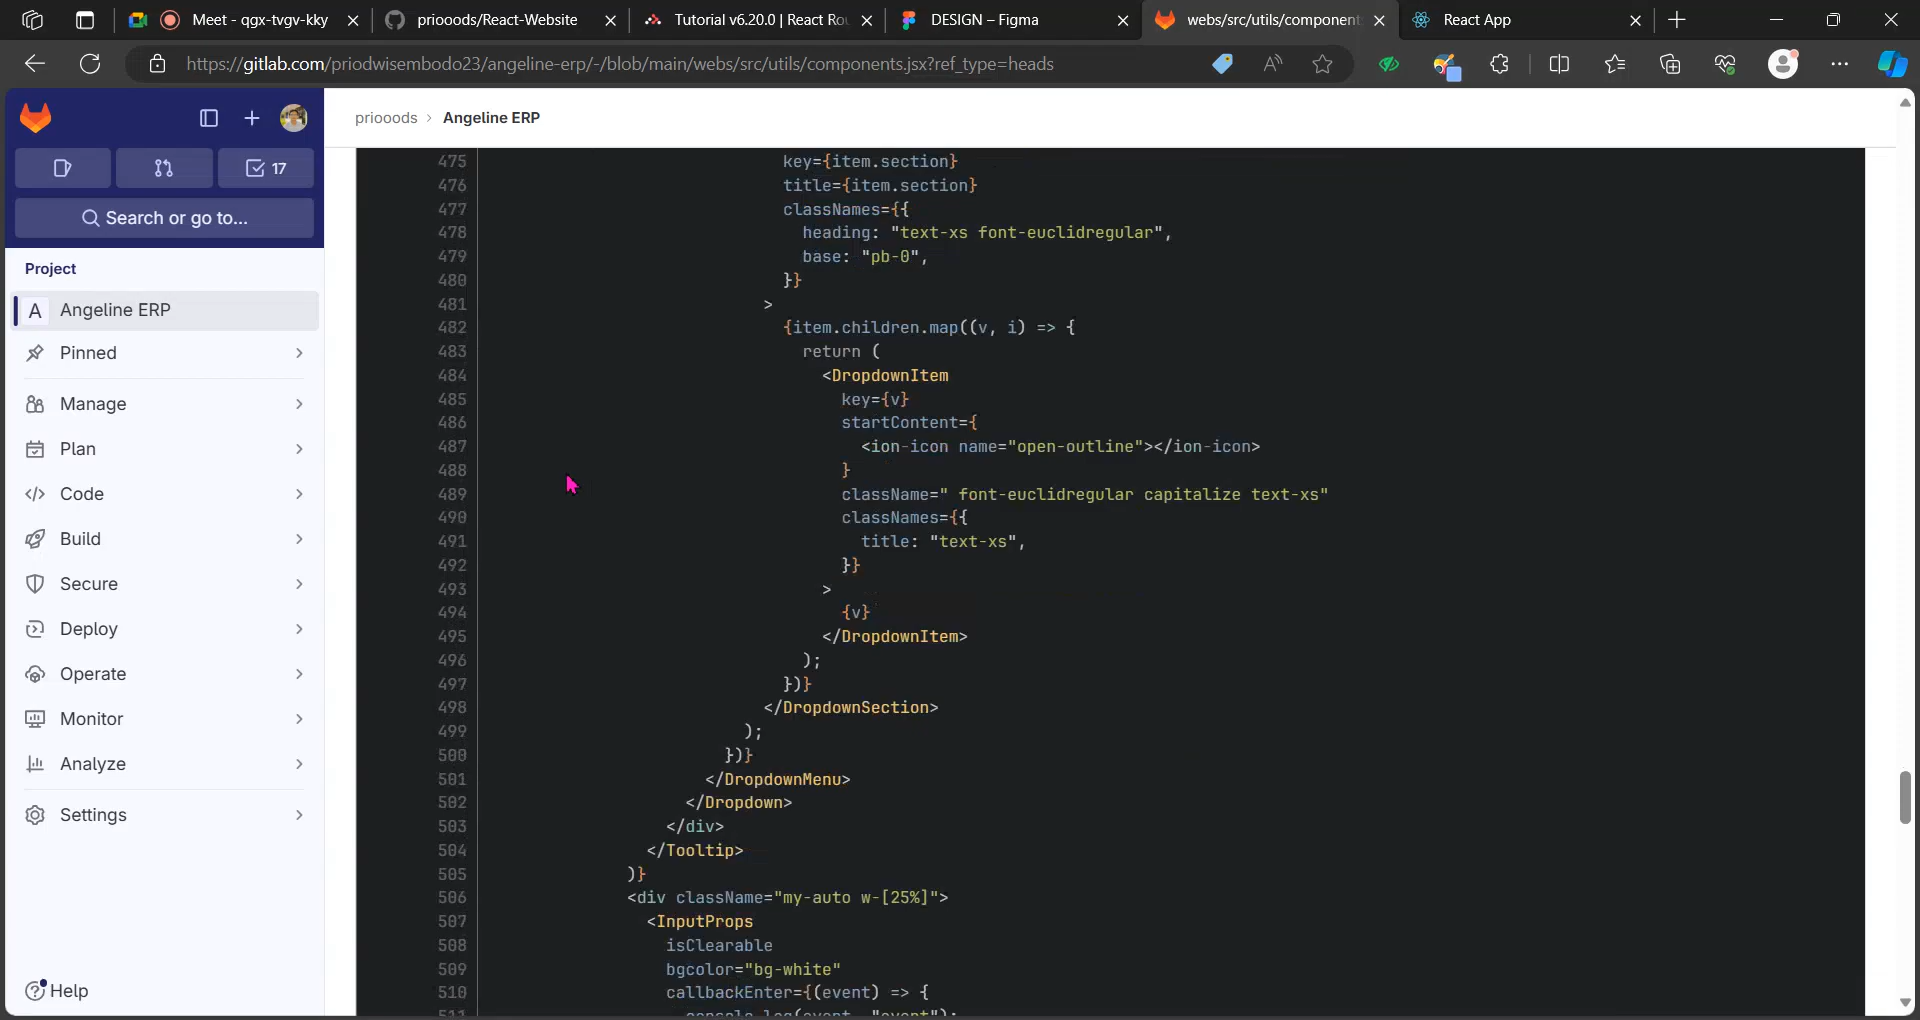 Meet - qgx-tvgv-kky
priooods/React-Website
Tutorial v6.20.0 | React Rou
DESIGN – Figma
webs/src/utils/component
React App
https://gitlab.com/priodwisembodo23/angeline-erp/-/blob/main/webs/src/utils/components.jsx?ref_type=heads
17
Search or go to...
Project
A Angeline ERP
Pinned
Manage
Plan
Code
Build
Secure
Deploy
Operate
Monitor
Analyze
Settings
Help
priooods › Angeline ERP
475 key={item.section}
476 title={item.section}
477 classNames={{
478 heading: "text-xs font-euclidregular",
479 base: "pb-0",
480 }}
481 >
482 {item.children.map((v, i) => {
483 return (
484 <DropdownItem
485 key={v}
486 startContent={
487 <ion-icon name="open-outline"></ion-icon>
488 }
489 className=" font-euclidregular capitalize text-xs"
490 classNames={{
491 title: "text-xs",
492 }}
493 >
494 {v}
495 </DropdownItem>
496 );
497 })}
498 </DropdownSection>
499 );
500 })}
501 </DropdownMenu>
502 </Dropdown>
503 </div>
504 </Tooltip>
505 )}
506 <div className="my-auto w-[25%]">
507 <InputProps
508 isClearable
509 bgcolor="bg-white"
510 callbackEnter={(event) => {
511 console.log(event, "event");